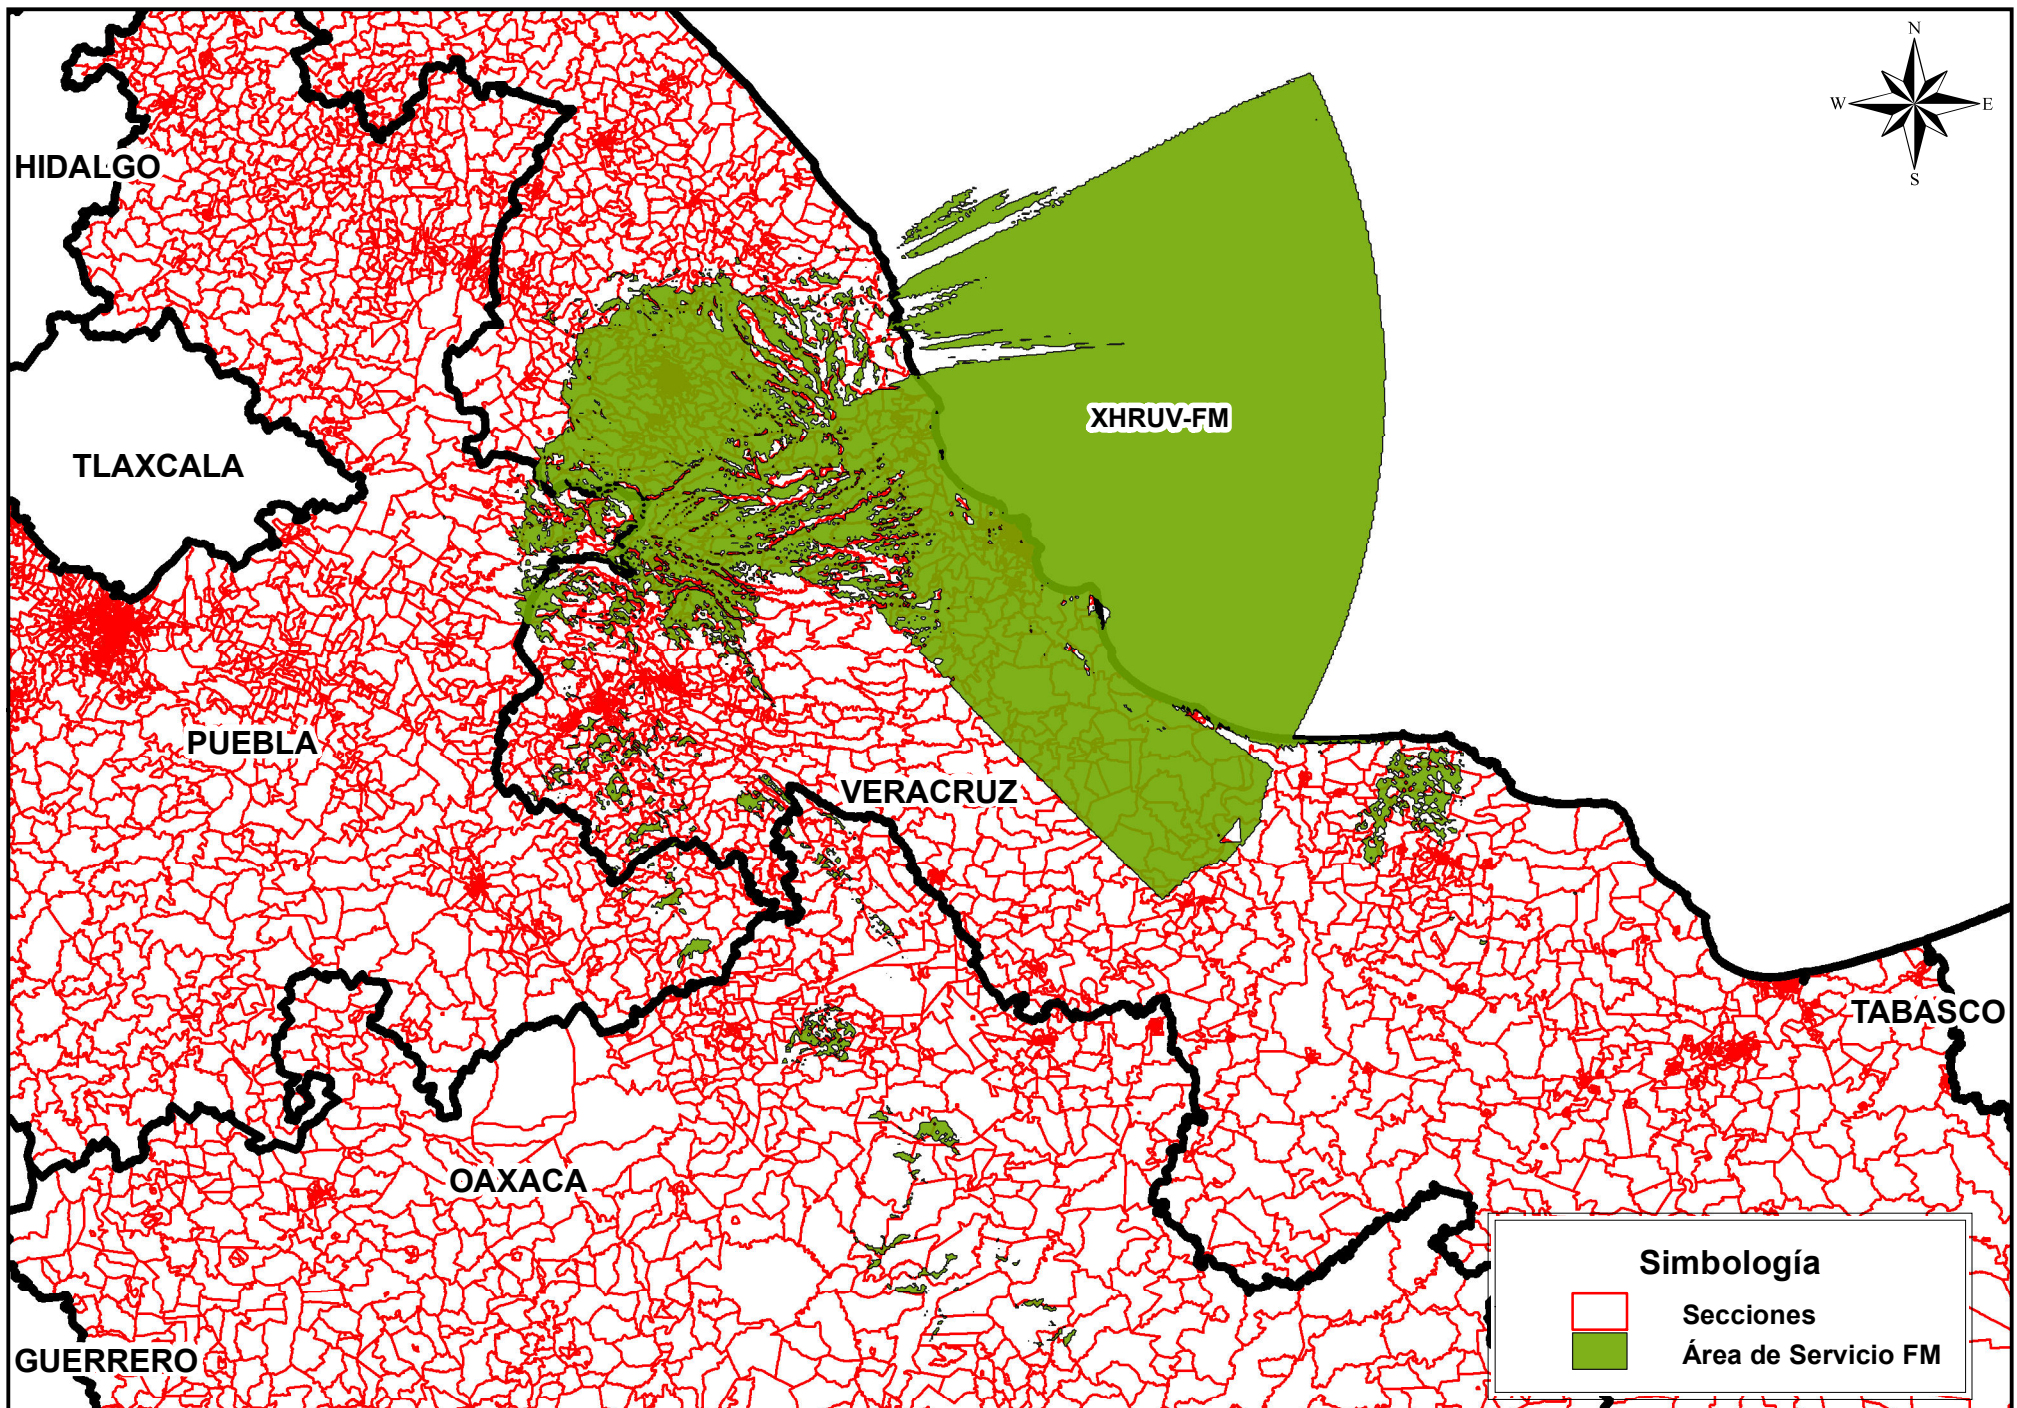 N
W E
S
HIDALGO
XHRUV-FM
TLAXCALA
PUEBLA
VERACRUZ
TABASCO
OAXACA
GUERRERO
Simbología
Secciones
Área de Servicio FM